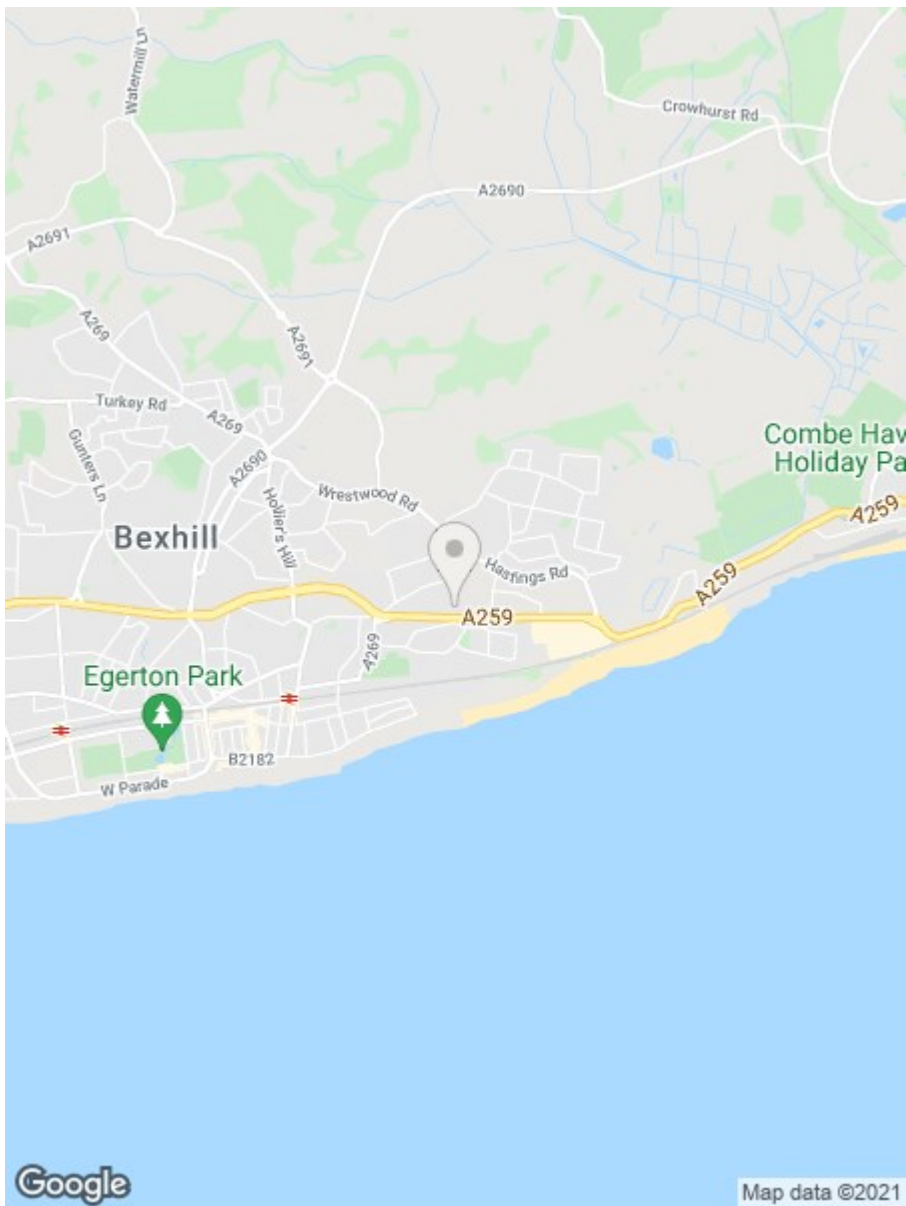 Watermill Ln
Crowhurst Rd
A2690
A2691
A269
A2691
Turkey Rd
A269
Gunters Ln
A2690
Combe Hav
Holiday Pa
Wrestwood Rd
Hollier's Hill
A259
Bexhill
Hastings Rd
A259
A259
A269
Egerton Park
B2182
W Parade
Google
Map data ©2021